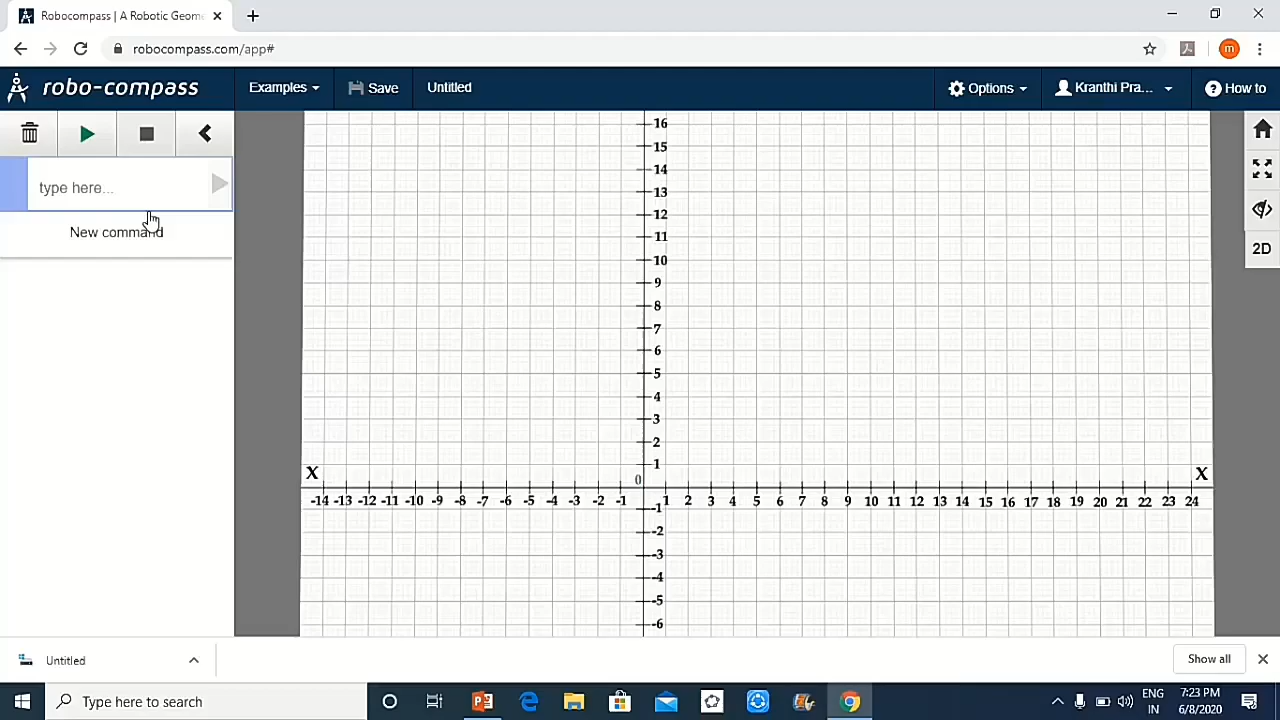 Robocompass | A Robotic Geome
robocompass.com/app#
m
robo-compass
Examples
Save
Untitled
Options
Kranthi Pra...
How to
type here...
New command
2D
16
15
14
13
12
11
10
9
8
7
6
5
4
3
2
1
X
X
0
-14 -13 -12 -11 -10 -9 -8 -7 -6 -5 -4 -3 -2 -1 1 2 3 4 5 6 7 8 9 10 11 12 13 14 15 16 17 18 19 20 21 22 23 24
-1
-2
-3
-4
-5
-6
Untitled
Show all
Type here to search
ENG
IN
7:23 PM
6/8/2020